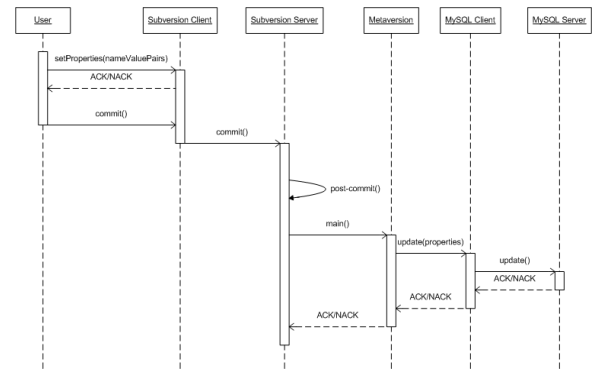 User
Subversion Client
Subversion Server
Metaversion
MySQL Client
MySQL Server
setProperties(nameValuePairs)
ACK/NACK
commit()
commit()
post-commit()
main()
update(properties)
update()
ACK/NACK
ACK/NACK
ACK/NACK